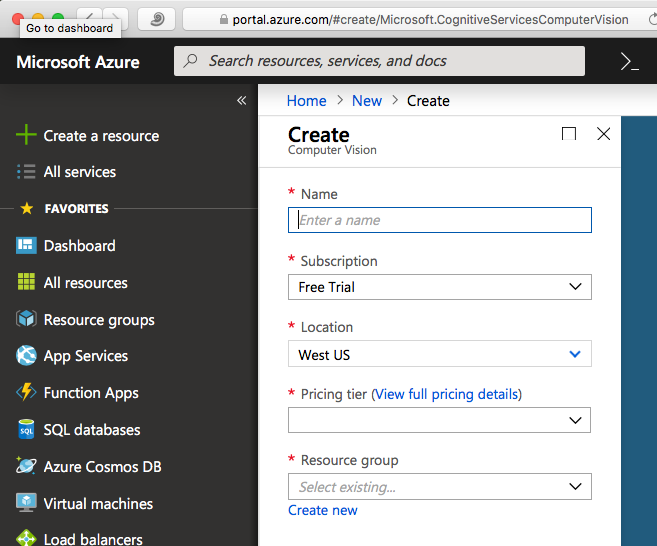 portal.azure.com/#create/Microsoft.CognitiveServicesComputerVision
Go to dashboard
Microsoft Azure
Search resources, services, and docs
Create a resource
All services
FAVORITES
Dashboard
All resources
Resource groups
App Services
Function Apps
SQL databases
Azure Cosmos DB
Virtual machines
Load balancers
Home > New > Create
Create
Computer Vision
* Name
Enter a name
* Subscription
Free Trial
* Location
West US
* Pricing tier (View full pricing details)
* Resource group
Select existing...
Create new